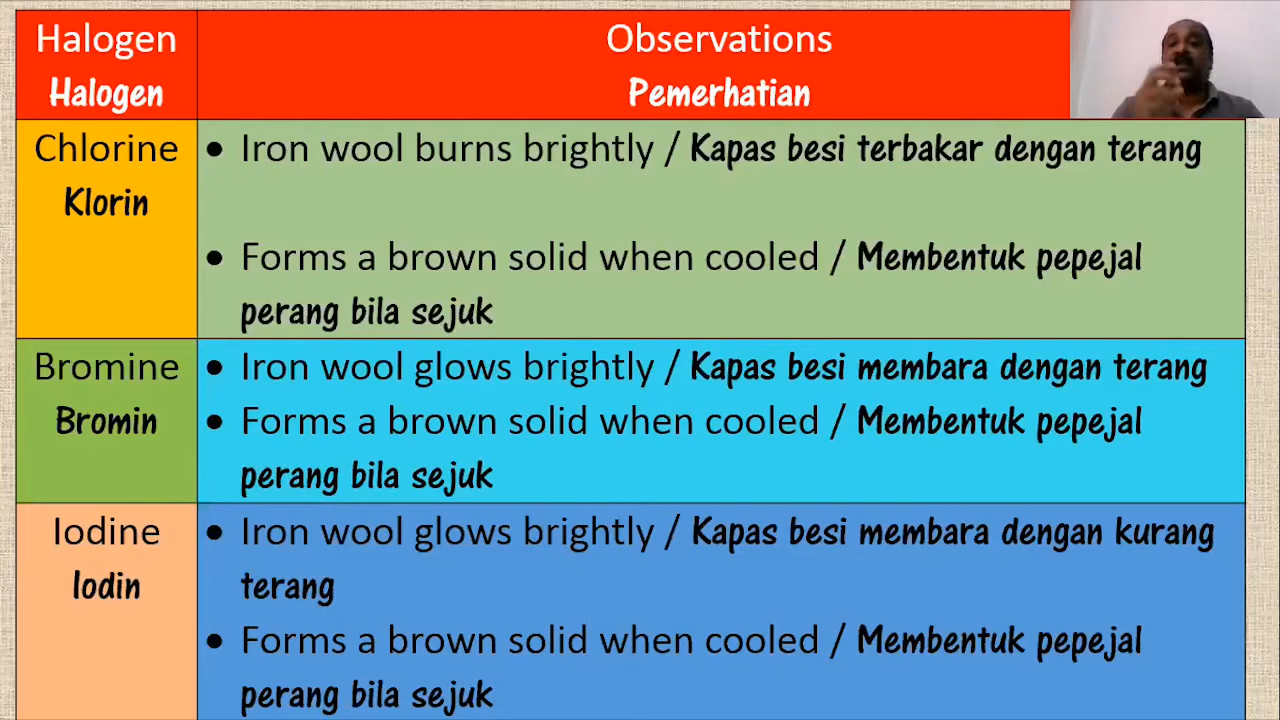 Halogen
Halogen
Observations
Pemerhatian
Chlorine
Klorin
• Iron wool burns brightly / Kapas besi terbakar dengan terang
• Forms a brown solid when cooled / Membentuk pepejal
perang bila sejuk
Bromine
Bromin
• Iron wool glows brightly / Kapas besi membara dengan terang
• Forms a brown solid when cooled / Membentuk pepejal
perang bila sejuk
Iodine
Iodin
• Iron wool glows brightly / Kapas besi membara dengan kurang
terang
• Forms a brown solid when cooled / Membentuk pepejal
perang bila sejuk